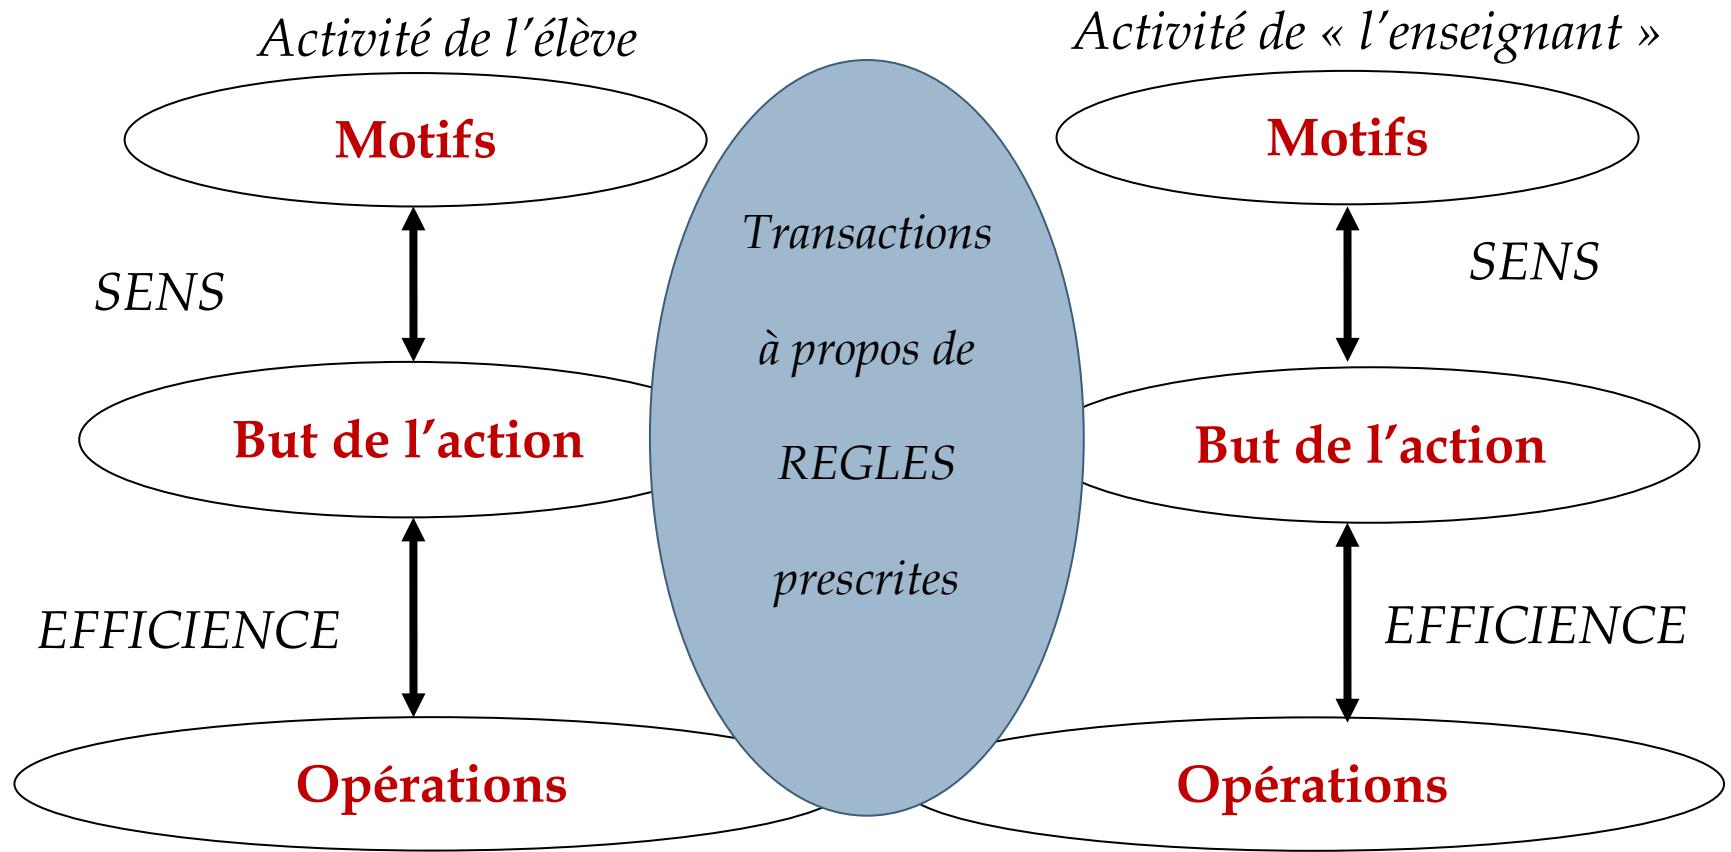 Activité de l’élève
Motifs
SENS
But de l’action
EFFICIENCE
Opérations
Transactions
à propos de
REGLES
prescrites
Activité de « l’enseignant »
Motifs
SENS
But de l’action
EFFICIENCE
Opérations